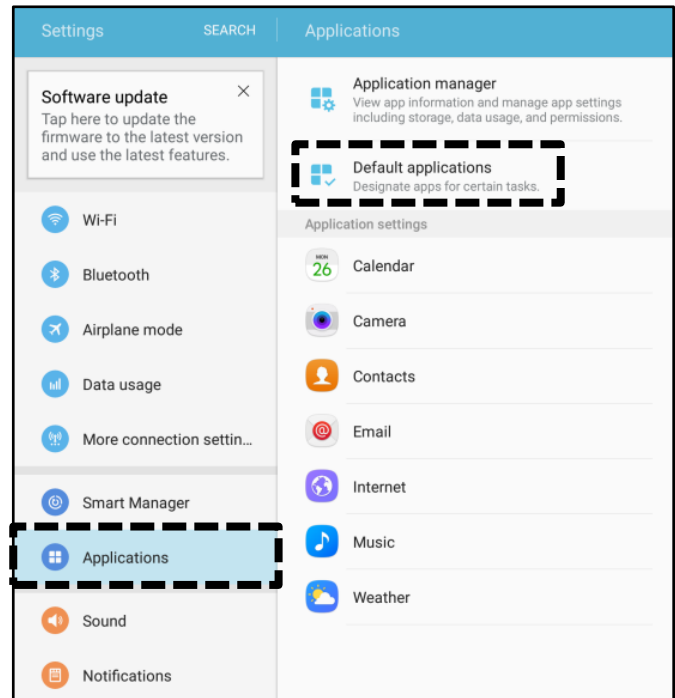 Settings
SEARCH
Software update
Tap here to update the
firmware to the latest version
and use the latest features.
Wi-Fi
Bluetooth
Airplane mode
Data usage
More connection settin...
Smart Manager
Applications
Sound
Notifications
Applications
Application manager
View app information and manage app settings
including storage, data usage, and permissions.
Default applications
Designate apps for certain tasks.
Application settings
MON
26
Calendar
Camera
Contacts
@
Email
Internet
Music
Weather